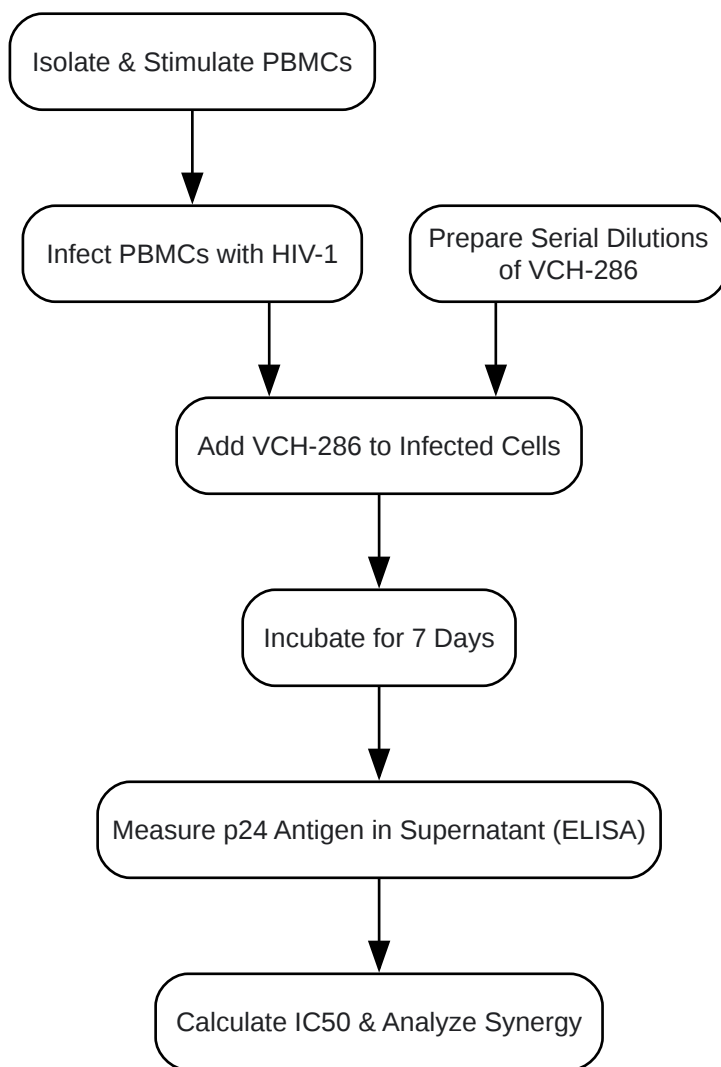 Isolate & Stimulate PBMCs
Infect PBMCs with HIV-1
Prepare Serial Dilutions
of VCH-286
Add VCH-286 to Infected Cells
Incubate for 7 Days
Measure p24 Antigen in Supernatant (ELISA)
Calculate IC50 & Analyze Synergy